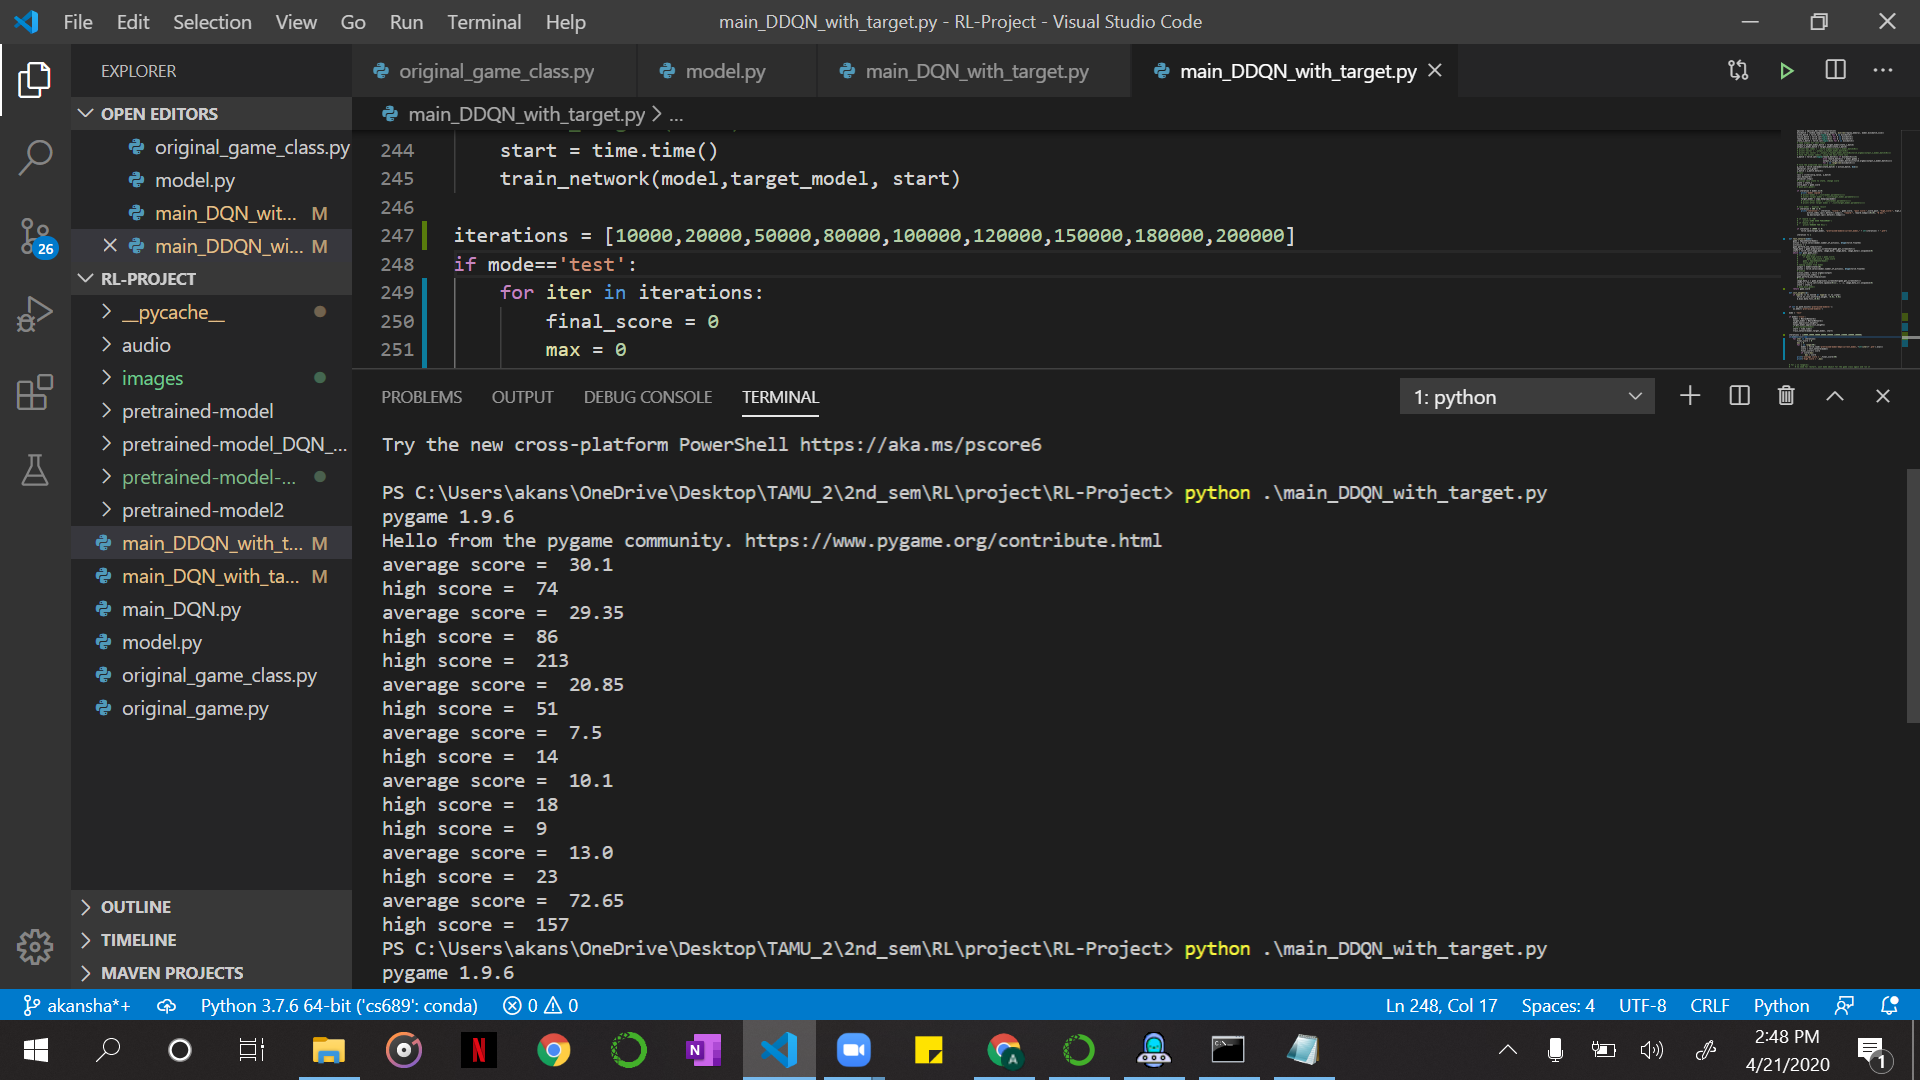 File Edit Selection View Go Run Terminal Help
main_DDQN_with_target.py - RL-Project - Visual Studio Code
EXPLORER
OPEN EDITORS
original_game_class.py
model.py
main_DQN_wit... M
main_DDQN_wi... M
26
RL-PROJECT
__pycache__
audio
images
pretrained-model
pretrained-model_DQN_...
pretrained-model-...
pretrained-model2
main_DDQN_with_t... M
main_DQN_with_ta... M
main_DQN.py
model.py
original_game_class.py
original_game.py
OUTLINE
TIMELINE
MAVEN PROJECTS
original_game_class.py model.py main_DQN_with_target.py main_DDQN_with_target.py
main_DDQN_with_target.py > ...
244 start = time.time()
245 train_network(model,target_model, start)
246
247 iterations = [10000,20000,50000,80000,100000,120000,150000,180000,200000]
248 if mode=='test':
249 for iter in iterations:
250 final_score = 0
251 max = 0
PROBLEMS OUTPUT DEBUG CONSOLE TERMINAL 1: python
Try the new cross-platform PowerShell https://aka.ms/pscore6
PS C:\Users\akans\OneDrive\Desktop\TAMU_2\2nd_sem\RL\project\RL-Project> python .\main_DDQN_with_target.py
pygame 1.9.6
Hello from the pygame community. https://www.pygame.org/contribute.html
average score = 30.1
high score = 74
average score = 29.35
high score = 86
high score = 213
average score = 20.85
high score = 51
average score = 7.5
high score = 14
average score = 10.1
high score = 18
high score = 9
average score = 13.0
high score = 23
average score = 72.65
high score = 157
PS C:\Users\akans\OneDrive\Desktop\TAMU_2\2nd_sem\RL\project\RL-Project> python .\main_DDQN_with_target.py
pygame 1.9.6
akansha*+ Python 3.7.6 64-bit ('cs689': conda) 0 0 Ln 248, Col 17 Spaces: 4 UTF-8 CRLF Python
N N A
2:48 PM
4/21/2020
1